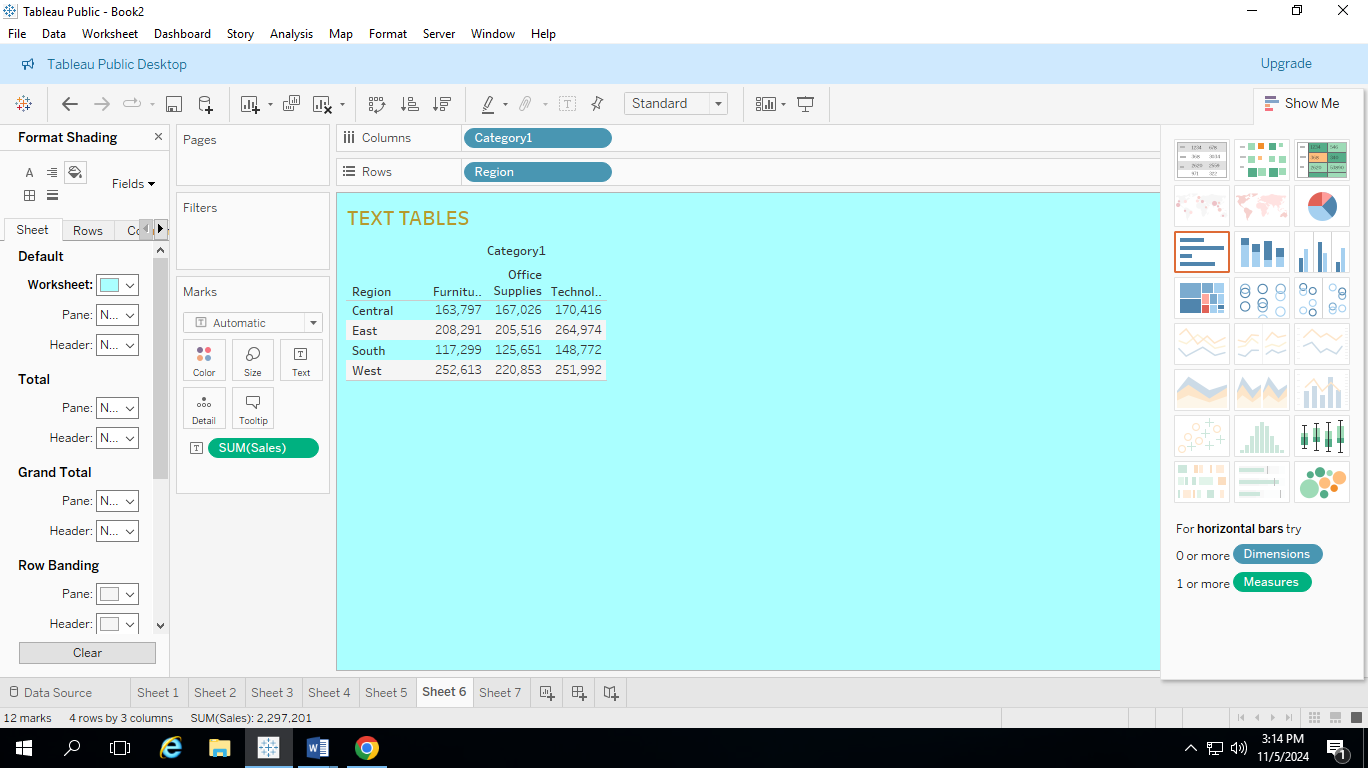 Tableau Public - Book2
File Data Worksheet Dashboard Story Analysis Map Format Server Window Help
Tableau Public Desktop Upgrade
Standard
Show Me
Format Shading
Fields
Sheet Rows
Default
Worksheet:
Pane: N...
Header: N...
Total
Pane: N...
Header: N...
Grand Total
Pane: N...
Header: N...
Row Banding
Pane:
Header:
Clear
Pages
Filters
Marks
Automatic
Color Size Text
Detail Tooltip
SUM(Sales)
Columns Category1
Rows Region
TEXT TABLES
Category1
Region Furnitu.. Office Supplies Technol..
Central 163,797 167,026 170,416
East 208,291 205,516 264,974
South 117,299 125,651 148,772
West 252,613 220,853 251,992
For horizontal bars try
0 or more Dimensions
1 or more Measures
Data Source Sheet 1 Sheet 2 Sheet 3 Sheet 4 Sheet 5 Sheet 6 Sheet 7
12 marks 4 rows by 3 columns SUM(Sales): 2,297,201
3:14 PM
11/5/2024
1